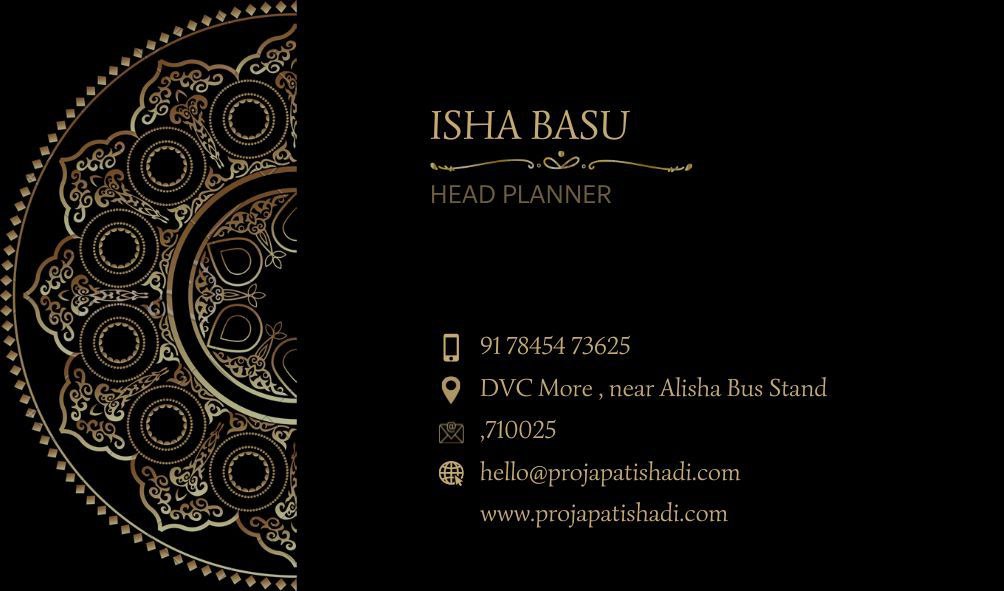 ISHA BASU
HEAD PLANNER
91 78454 73625
DVC More , near Alisha Bus Stand
,710025
hello@projapatishadi.com
www.projapatishadi.com